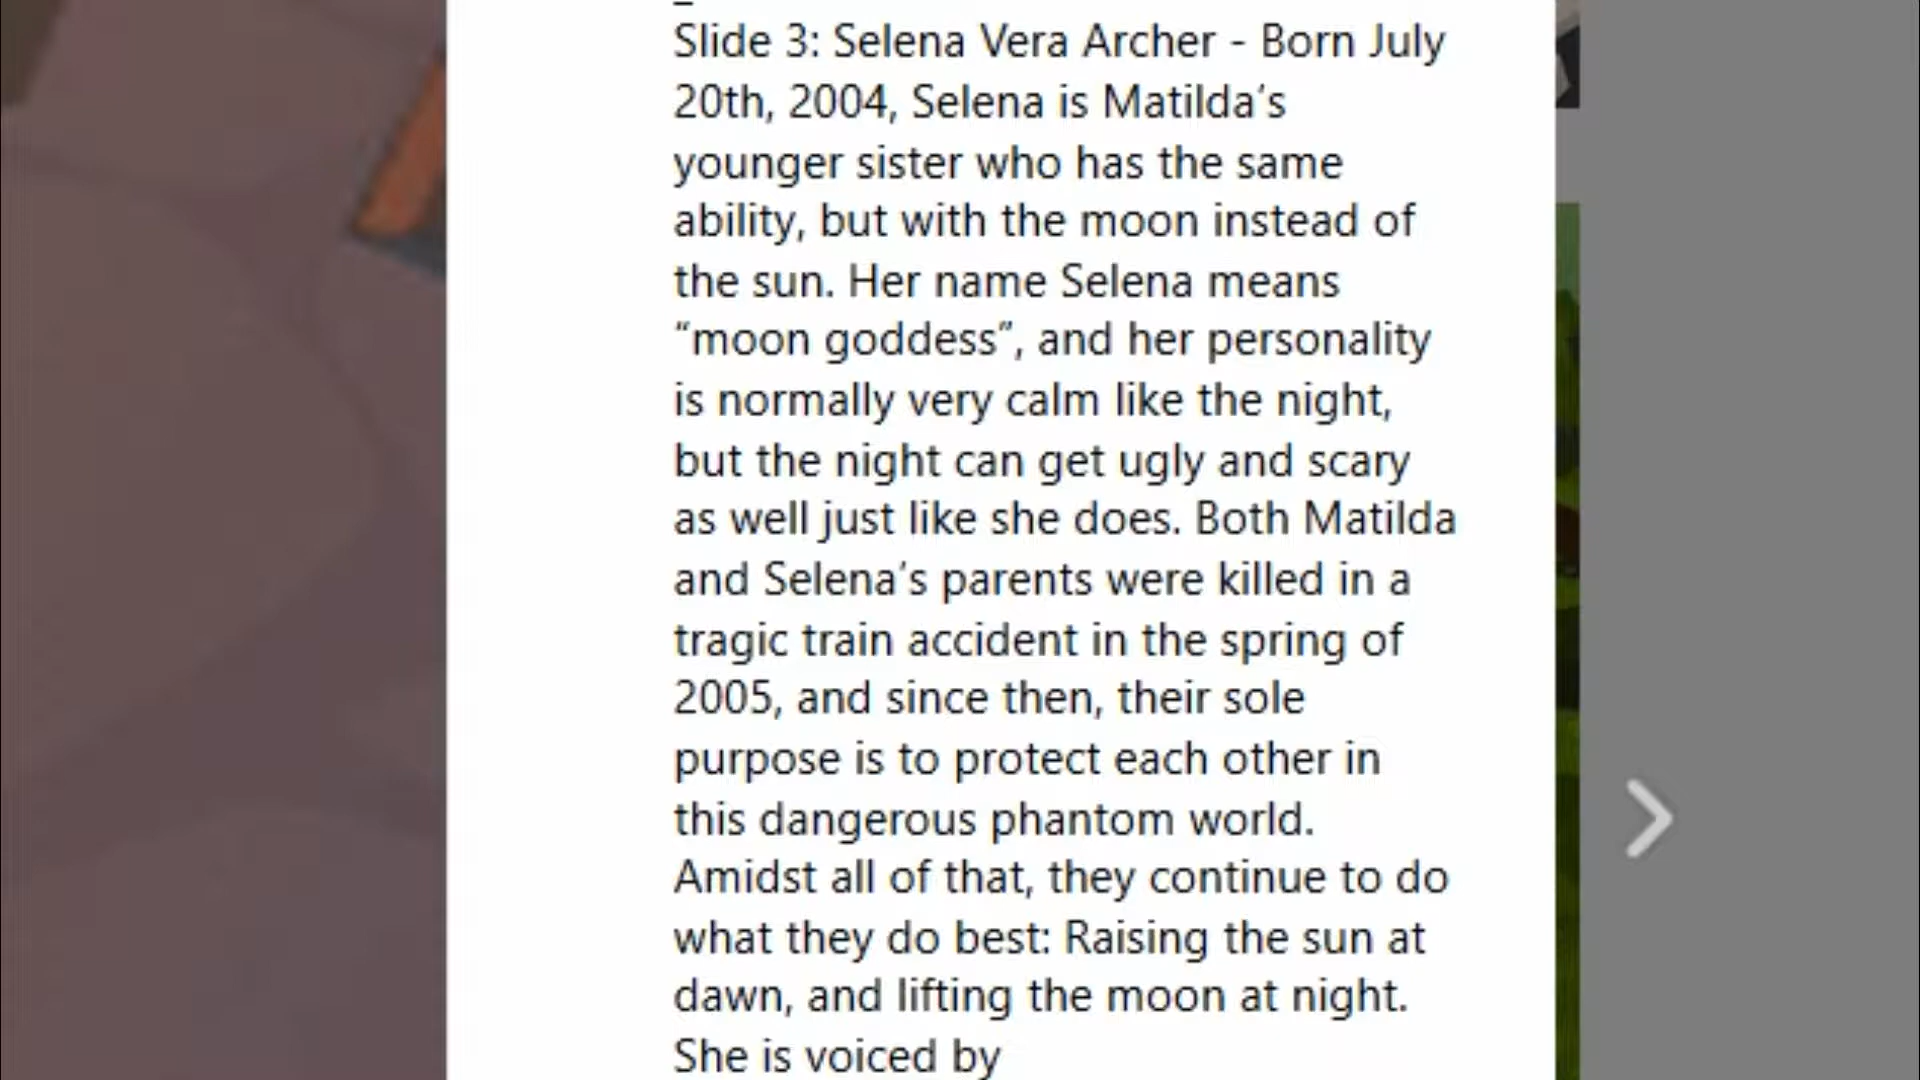 Slide 3: Selena Vera Archer - Born July
20th, 2004, Selena is Matilda’s
younger sister who has the same
ability, but with the moon instead of
the sun. Her name Selena means
“moon goddess”, and her personality
is normally very calm like the night,
but the night can get ugly and scary
as well just like she does. Both Matilda
and Selena’s parents were killed in a
tragic train accident in the spring of
2005, and since then, their sole
purpose is to protect each other in
this dangerous phantom world.
Amidst all of that, they continue to do
what they do best: Raising the sun at
dawn, and lifting the moon at night.
She is voiced by